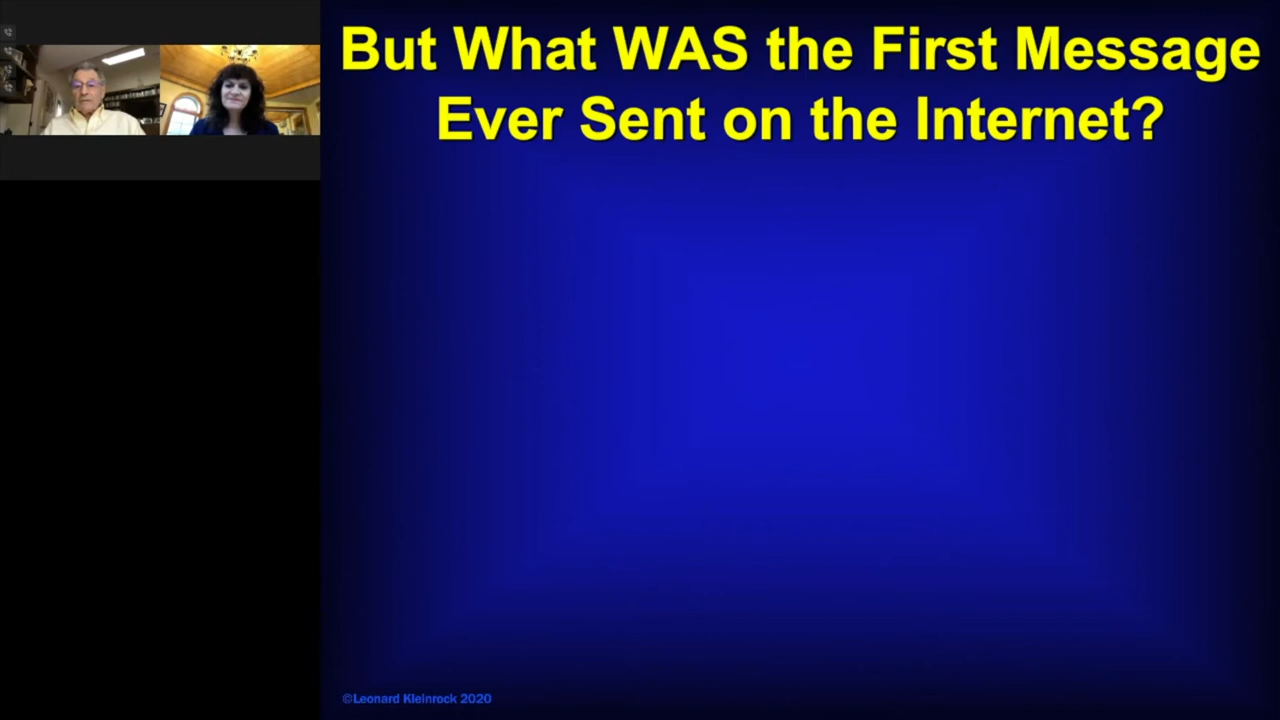 But What WAS the First Message
Ever Sent on the Internet?
©Leonard Kleinrock 2020